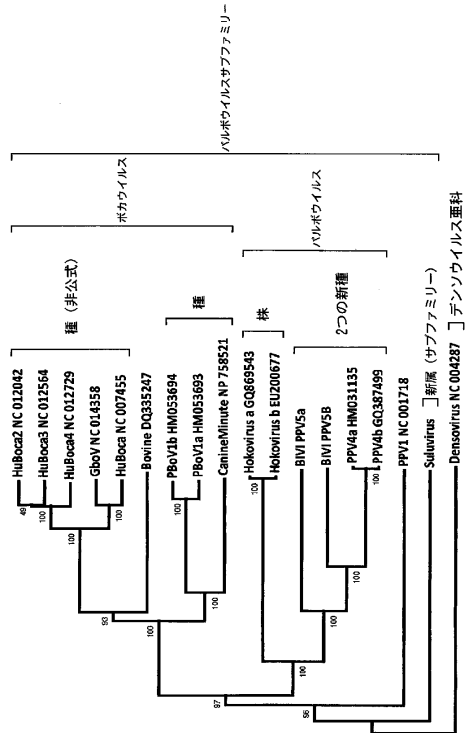 HuBoca2 NC 012042
HuBoca3 NC 012564
HuBoca4 NC 012729
GboV NC 014358
HuBoca NC 007455
Bovine DQ335247
PBoV1b HM053694
PBoV1a HM053693
CanineMinute NP 758521
Hokovirus a GQ869543
Hokovirus b EU200677
BIVI PPV5a
BIVI PPV5B
PPV4a HM031135
PPV4b GQ387499
PPV1 NC 001718
Suluvirus
Densovirus NC 004287
種（非公式）
種
株
2つの新種
新属（サブファミリー）
デンソウイルス亜科
ボカウイルス
パルボウイルス
パルボウイルスサブファミリー
49
100
100
100
93
100
100
100
100
100
100
100
97
96